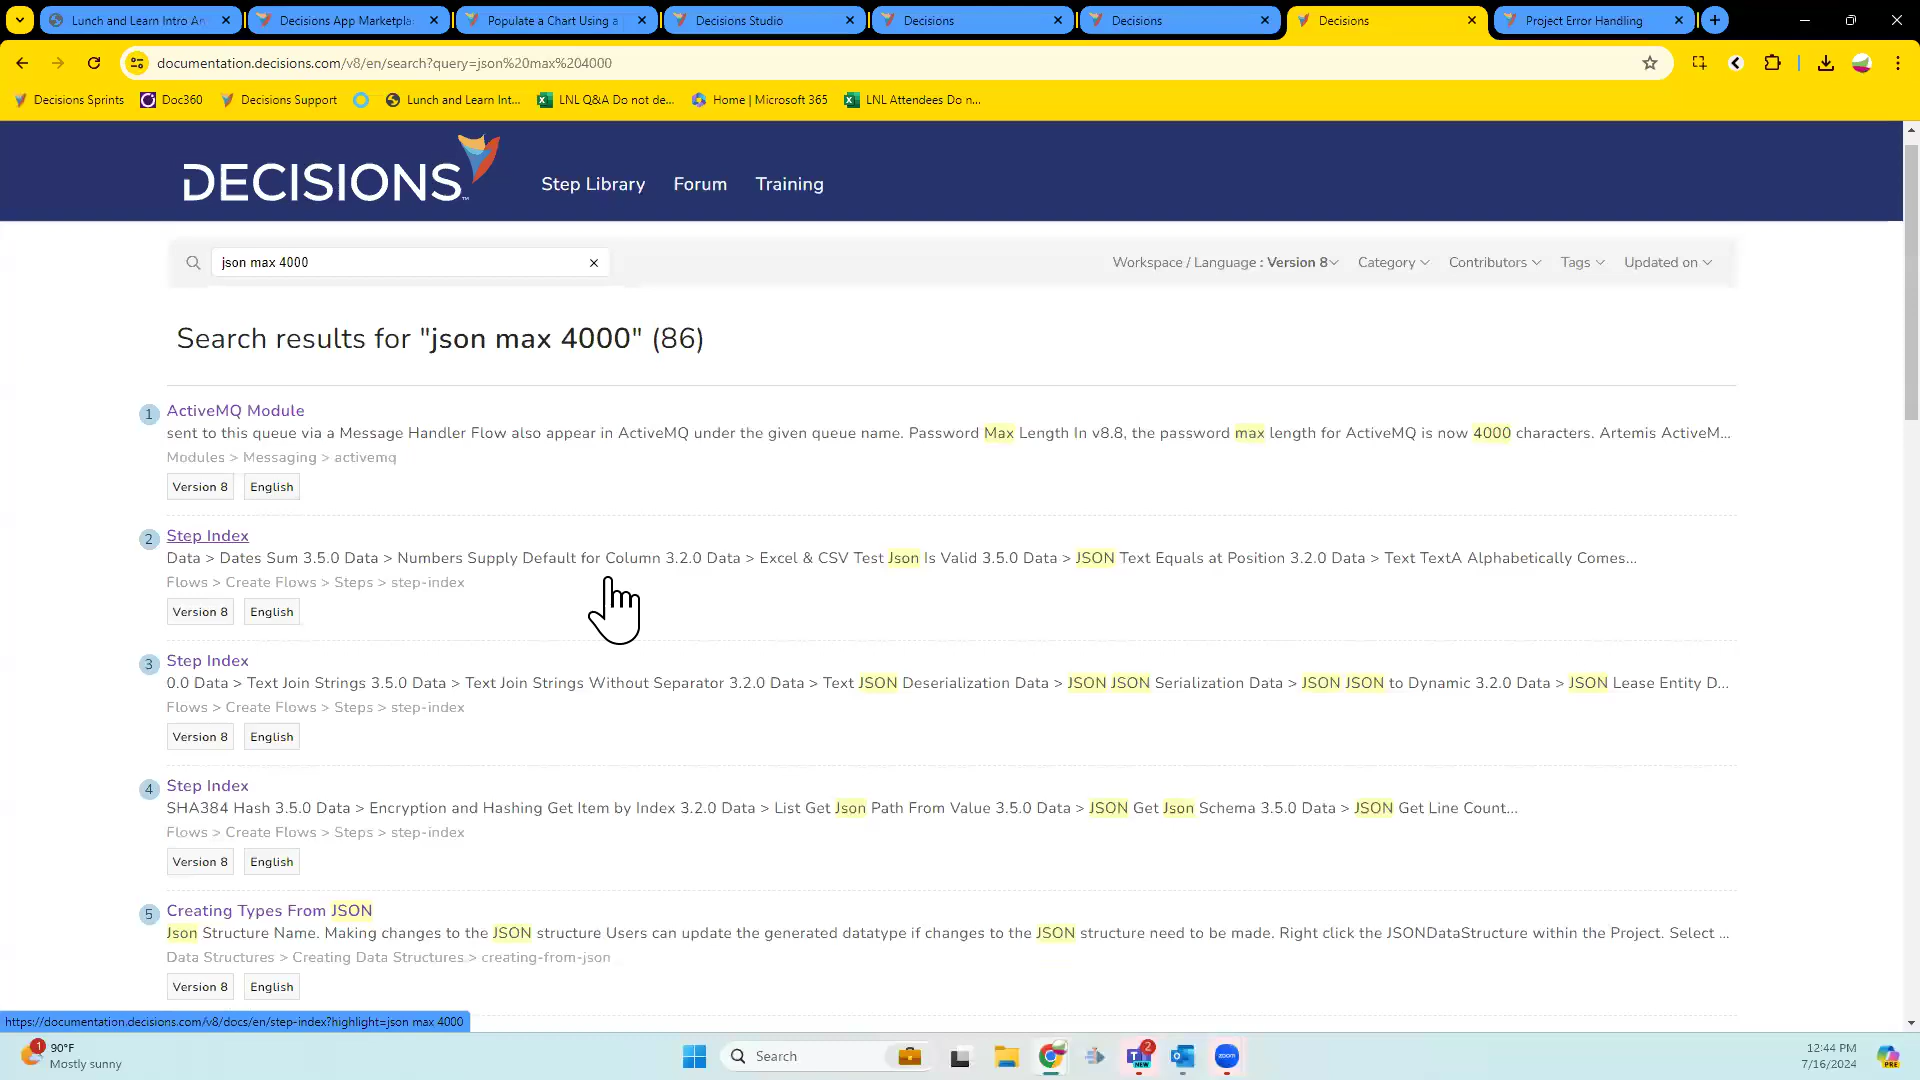 Lunch and Learn Intro An
Decisions App Marketpla
Populate a Chart Using a
Decisions Studio
Decisions
Decisions
Decisions
Project Error Handling
documentation.decisions.com/v8/en/search?query=json%20max%204000
Decisions Sprints
Doc360
Decisions Support
Lunch and Learn Int...
LNL Q&A Do not de...
Home | Microsoft 365
LNL Attendees Do n...
DECISIONS
Step Library
Forum
Training
json max 4000
Workspace / Language : Version 8
Category
Contributors
Tags
Updated on
Search results for "json max 4000" (86)
1
ActiveMQ Module
sent to this queue via a Message Handler Flow also appear in ActiveMQ under the given queue name. Password Max Length In v8.8, the password max length for ActiveMQ is now 4000 characters. Artemis ActiveM...
Modules > Messaging > activemq
Version 8
English
2
Step Index
Data > Dates Sum 3.5.0 Data > Numbers Supply Default for Column 3.2.0 Data > Excel & CSV Test Json Is Valid 3.5.0 Data > JSON Text Equals at Position 3.2.0 Data > Text TextA Alphabetically Comes...
Flows > Create Flows > Steps > step-index
Version 8
English
3
Step Index
0.0 Data > Text Join Strings 3.5.0 Data > Text Join Strings Without Separator 3.2.0 Data > Text JSON Deserialization Data > JSON JSON Serialization Data > JSON JSON to Dynamic 3.2.0 Data > JSON Lease Entity D...
Flows > Create Flows > Steps > step-index
Version 8
English
4
Step Index
SHA384 Hash 3.5.0 Data > Encryption and Hashing Get Item by Index 3.2.0 Data > List Get Json Path From Value 3.5.0 Data > JSON Get Json Schema 3.5.0 Data > JSON Get Line Count...
Flows > Create Flows > Steps > step-index
Version 8
English
5
Creating Types From JSON
Json Structure Name. Making changes to the JSON structure Users can update the generated datatype if changes to the JSON structure need to be made. Right click the JSONDataStructure within the Project. Select ...
Data Structures > Creating Data Structures > creating-from-json
Version 8
English
https://documentation.decisions.com/v8/docs/en/step-index?highlight=json max 4000
1
90°F
Mostly sunny
Search
NEW
2
zoom
12:44 PM
7/16/2024
PRE